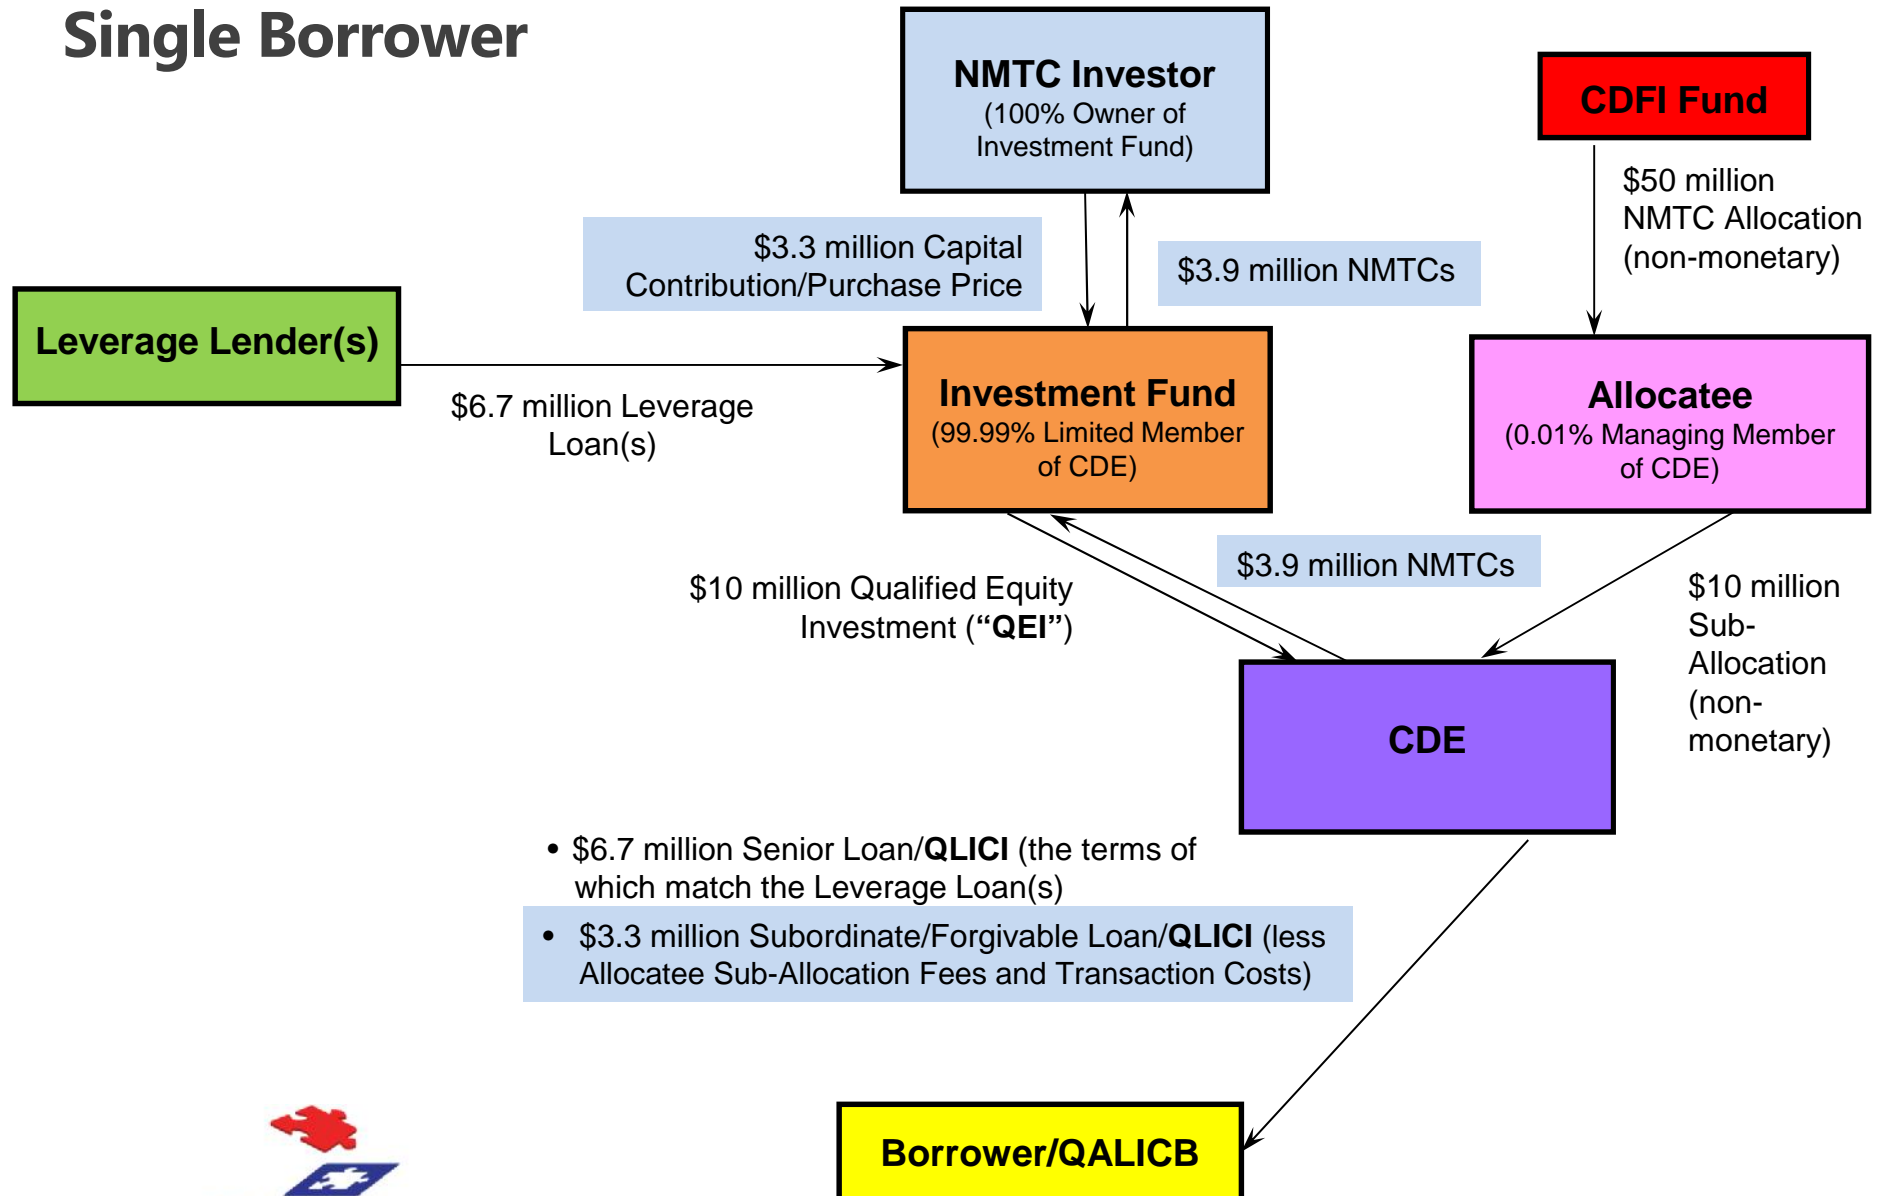 Single Borrower
NMTC Investor
(100% Owner of
Investment Fund)
CDFI Fund
$50 million
NMTC Allocation
(non-monetary)
$3.3 million Capital
Contribution/Purchase Price
$3.9 million NMTCs
Leverage Lender(s)
$6.7 million Leverage
Loan(s)
Investment Fund
(99.99% Limited Member
of CDE)
Allocatee
(0.01% Managing Member
of CDE)
$3.9 million NMTCs
$10 million Qualified Equity
Investment (“QEI”)
$10 million
Sub-
Allocation
(non-
monetary)
CDE
• $6.7 million Senior Loan/QLICI (the terms of
which match the Leverage Loan(s)
• $3.3 million Subordinate/Forgivable Loan/QLICI (less
Allocatee Sub-Allocation Fees and Transaction Costs)
Borrower/QALICB